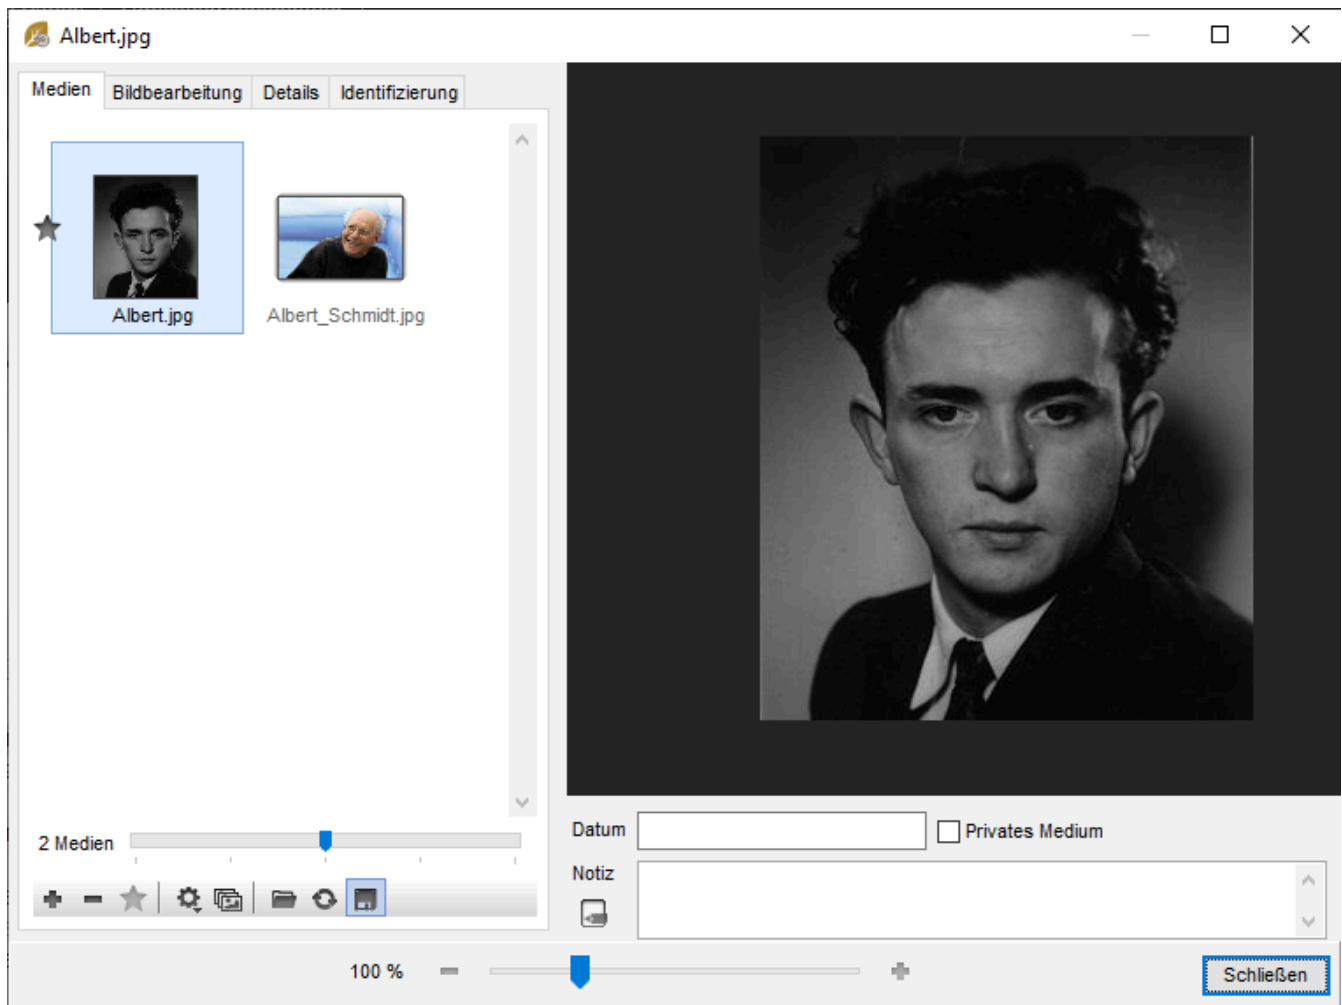 Albert.jpg
Medien Bildbearbeitung Details Identifizierung
Albert.jpg Albert_Schmidt.jpg
2 Medien
Datum Privates Medium
Notiz
100 %
Schließen